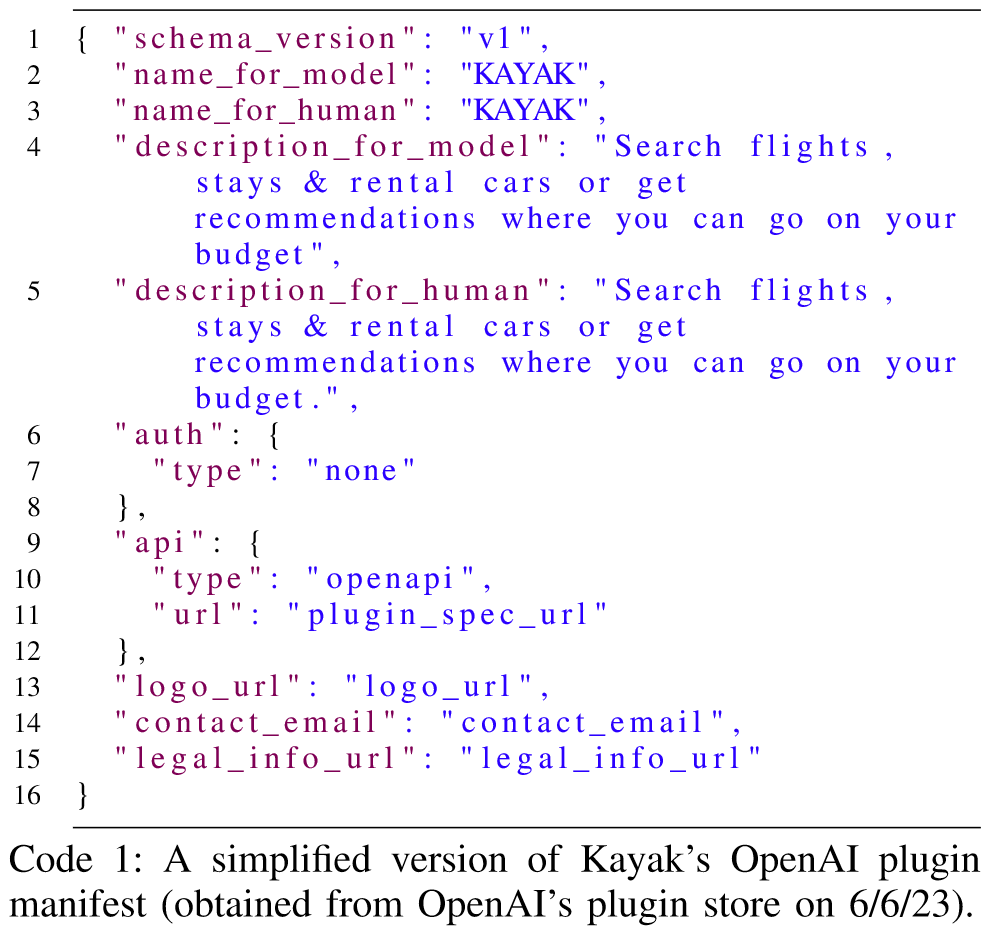 1 { "schema_version": "v1",
2 "name_for_model": "KAYAK",
3 "name_for_human": "KAYAK",
4 "description_for_model": "Search flights,
stays & rental cars or get
recommendations where you can go on your
budget",
5 "description_for_human": "Search flights,
stays & rental cars or get
recommendations where you can go on your
budget.",
6 "auth": {
7 "type": "none"
8 },
9 "api": {
10 "type": "openapi",
11 "url": "plugin_spec_url"
12 },
13 "logo_url": "logo_url",
14 "contact_email": "contact_email",
15 "legal_info_url": "legal_info_url"
16 }
Code 1: A simplified version of Kayak's OpenAI plugin
manifest (obtained from OpenAI's plugin store on 6/6/23).